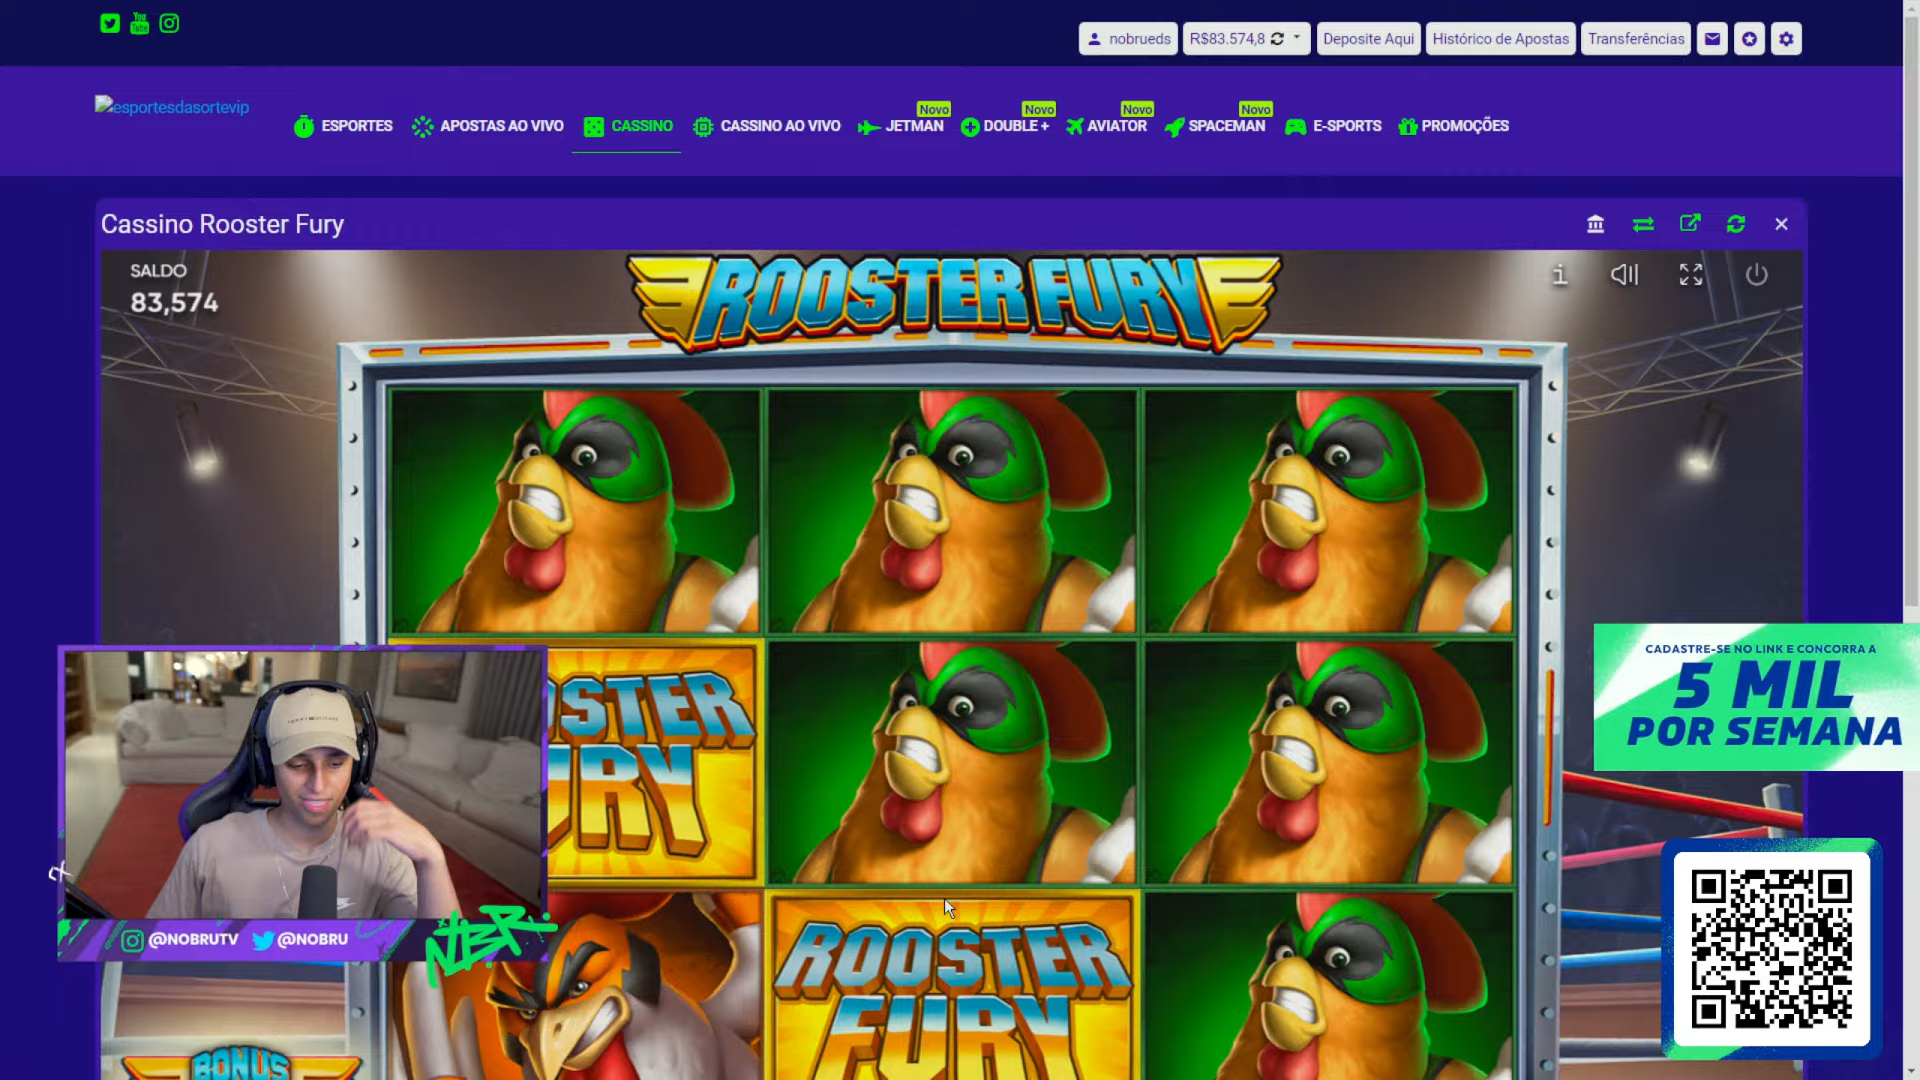 nobrueds
R$83.574,8
Deposite Aqui
Histórico de Apostas
Transferências
esportesdasortevip
ESPORTES
APOSTAS AO VIVO
CASSINO
CASSINO AO VIVO
Novo
JETMAN
Novo
DOUBLE +
Novo
AVIATOR
Novo
SPACEMAN
E-SPORTS
PROMOÇÕES
Cassino Rooster Fury
SALDO
83,574
ROOSTER FURY
CADASTRE-SE NO LINK E CONCORRA A
5 MIL
POR SEMANA
@NOBRUTV
@NOBRU
NBR
ROOSTER
FURY
BONUS